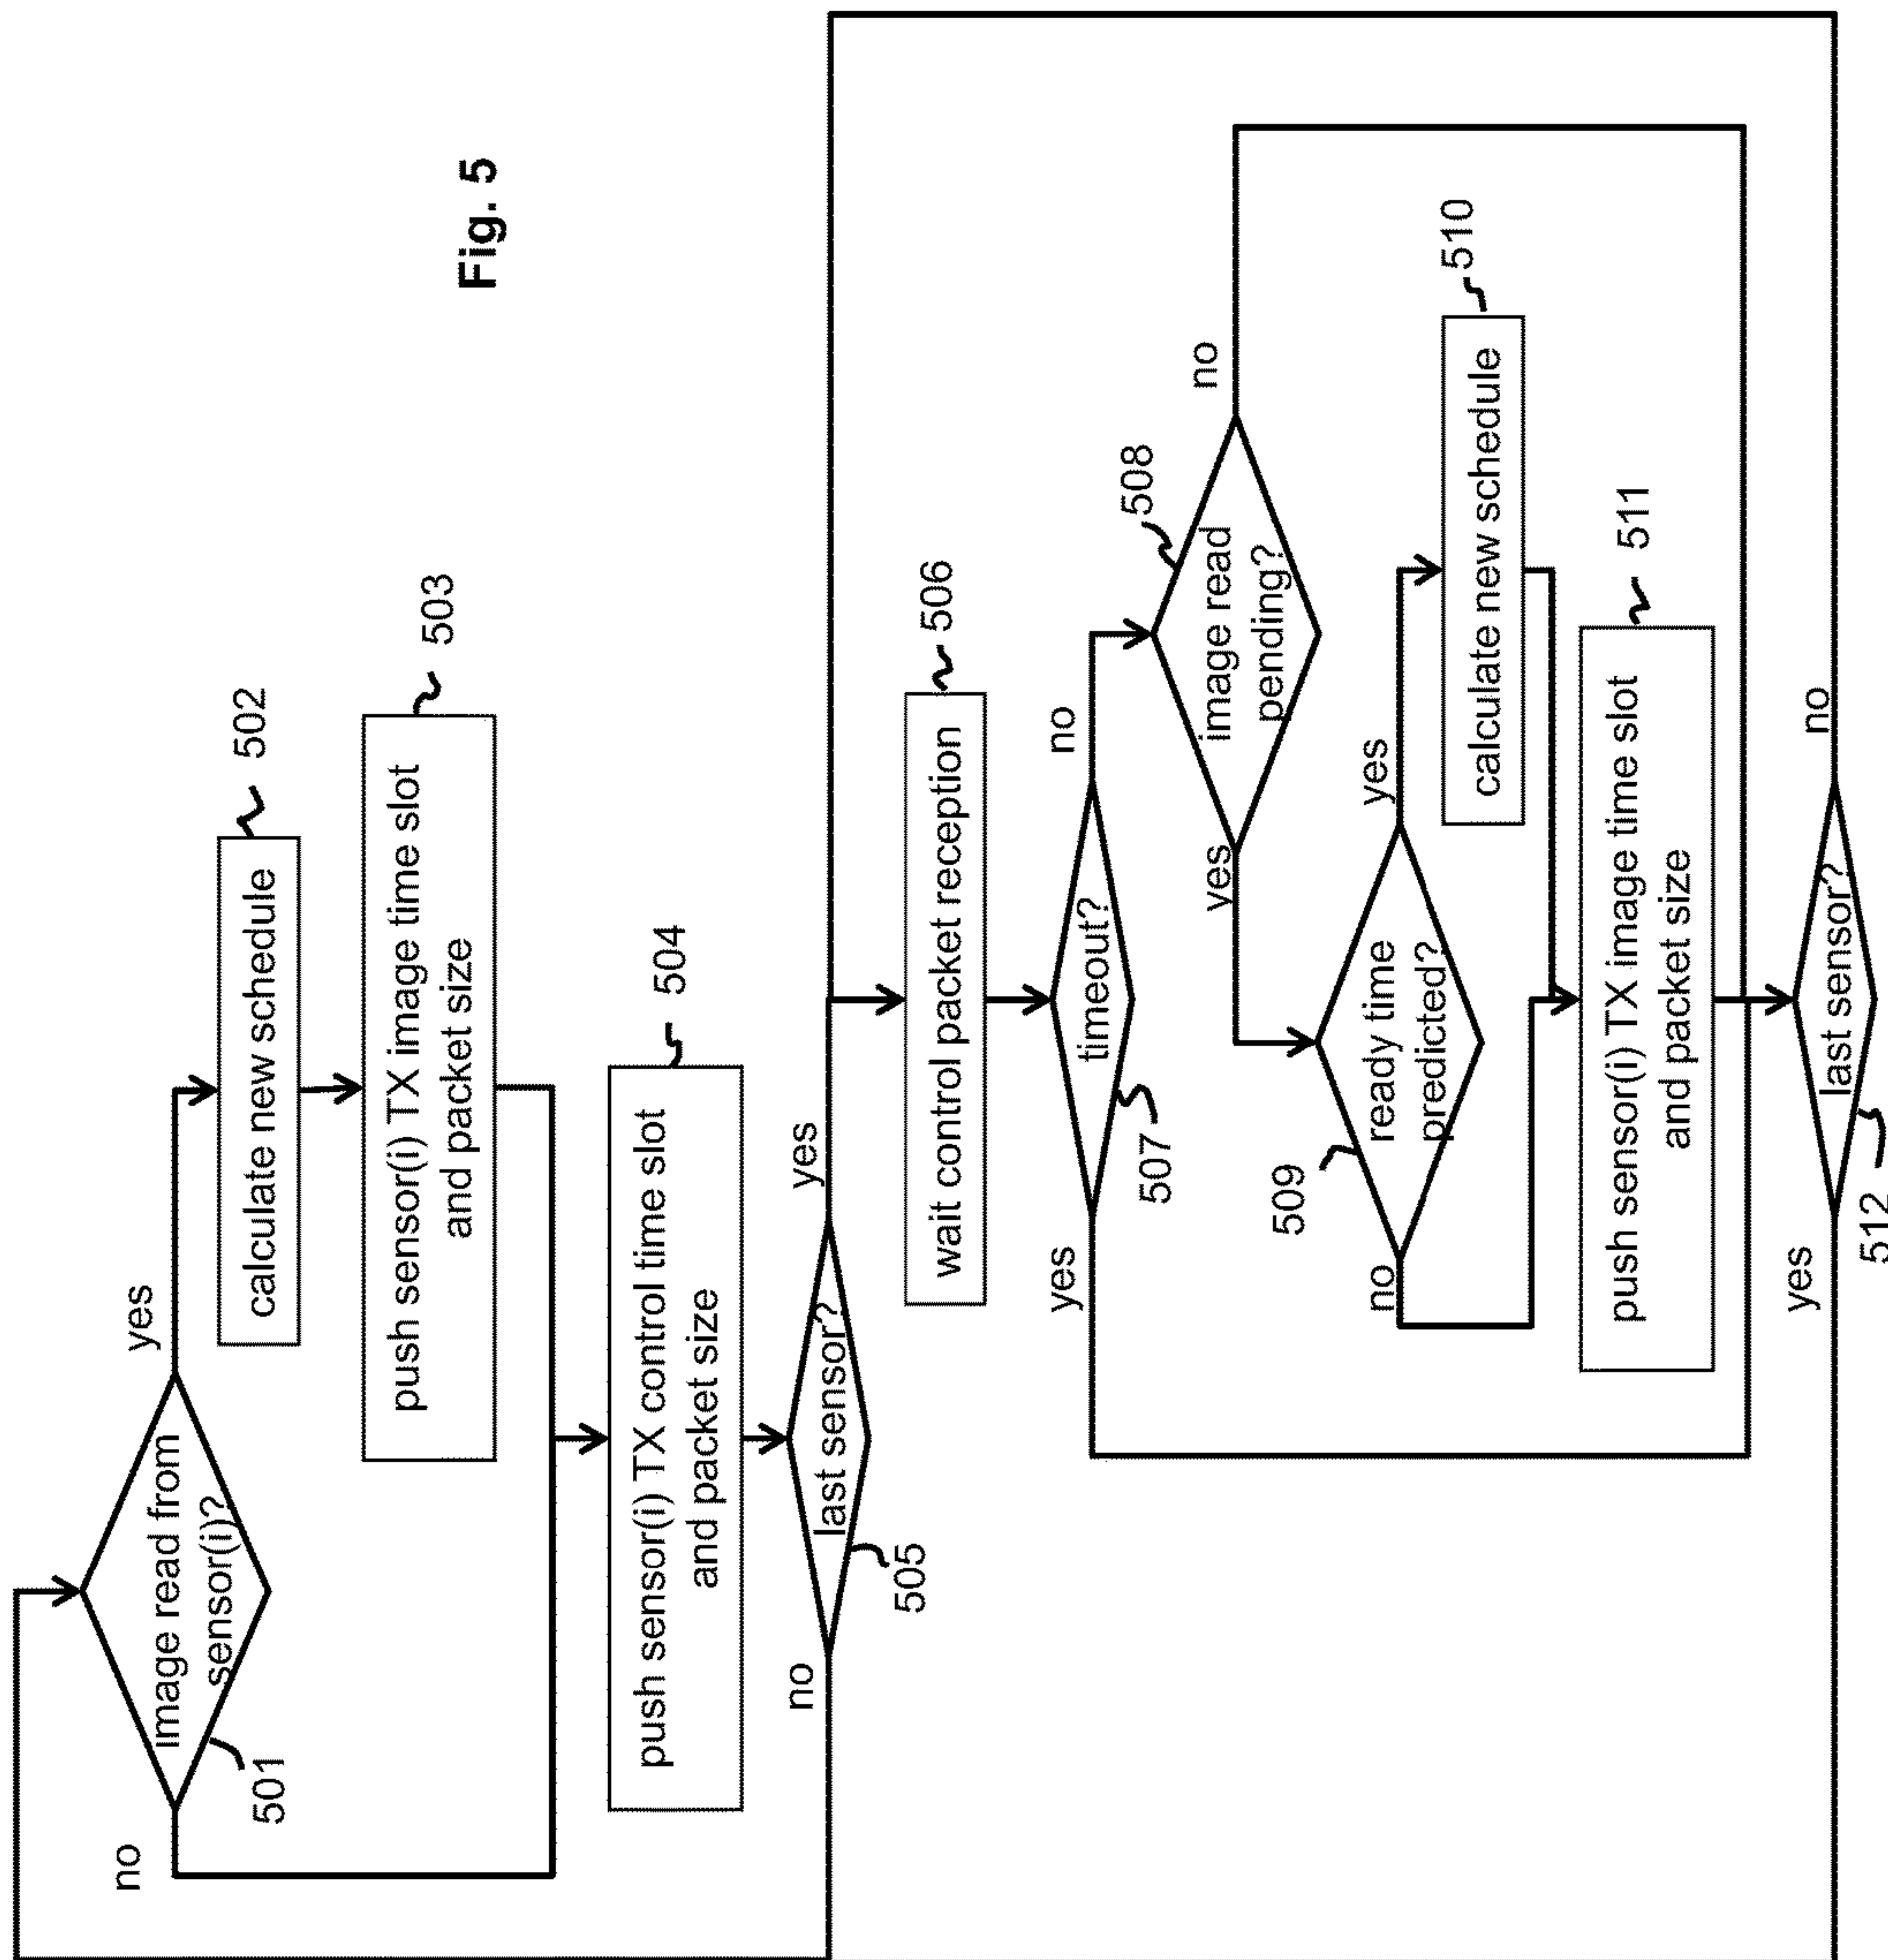 Fig. 5
no
yes
image read from
sensor(i)?
501
calculate new schedule
502
push sensor(i) TX image time slot
and packet size
503
push sensor(i) TX control time slot
and packet size
504
no
yes
last sensor?
505
wait control packet reception
506
yes
no
timeout?
507
image read
pending?
508
yes
no
ready time
predicted?
509
no
yes
calculate new schedule
510
push sensor(i) TX image time slot
and packet size
511
yes
no
last sensor?
512